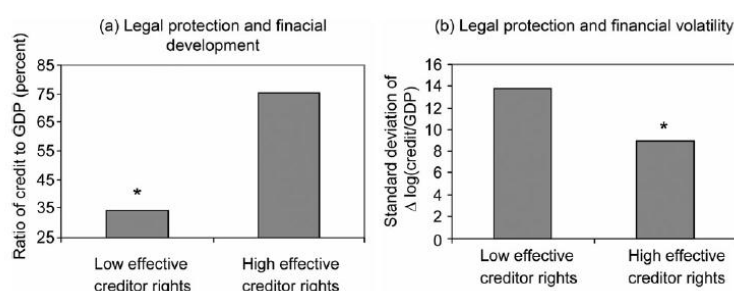 (a) Legal protection and finacial
development
Ratio of credit to GDP (percent)
85
75
65
55
45
35
25
*
Low effective
creditor rights
High effective
creditor rights
(b) Legal protection and financial volatility
Standard deviation of
Δ log(credit/GDP)
16
14
12
10
8
6
4
2
0
*
Low effective
creditor rights
High effective
creditor rights